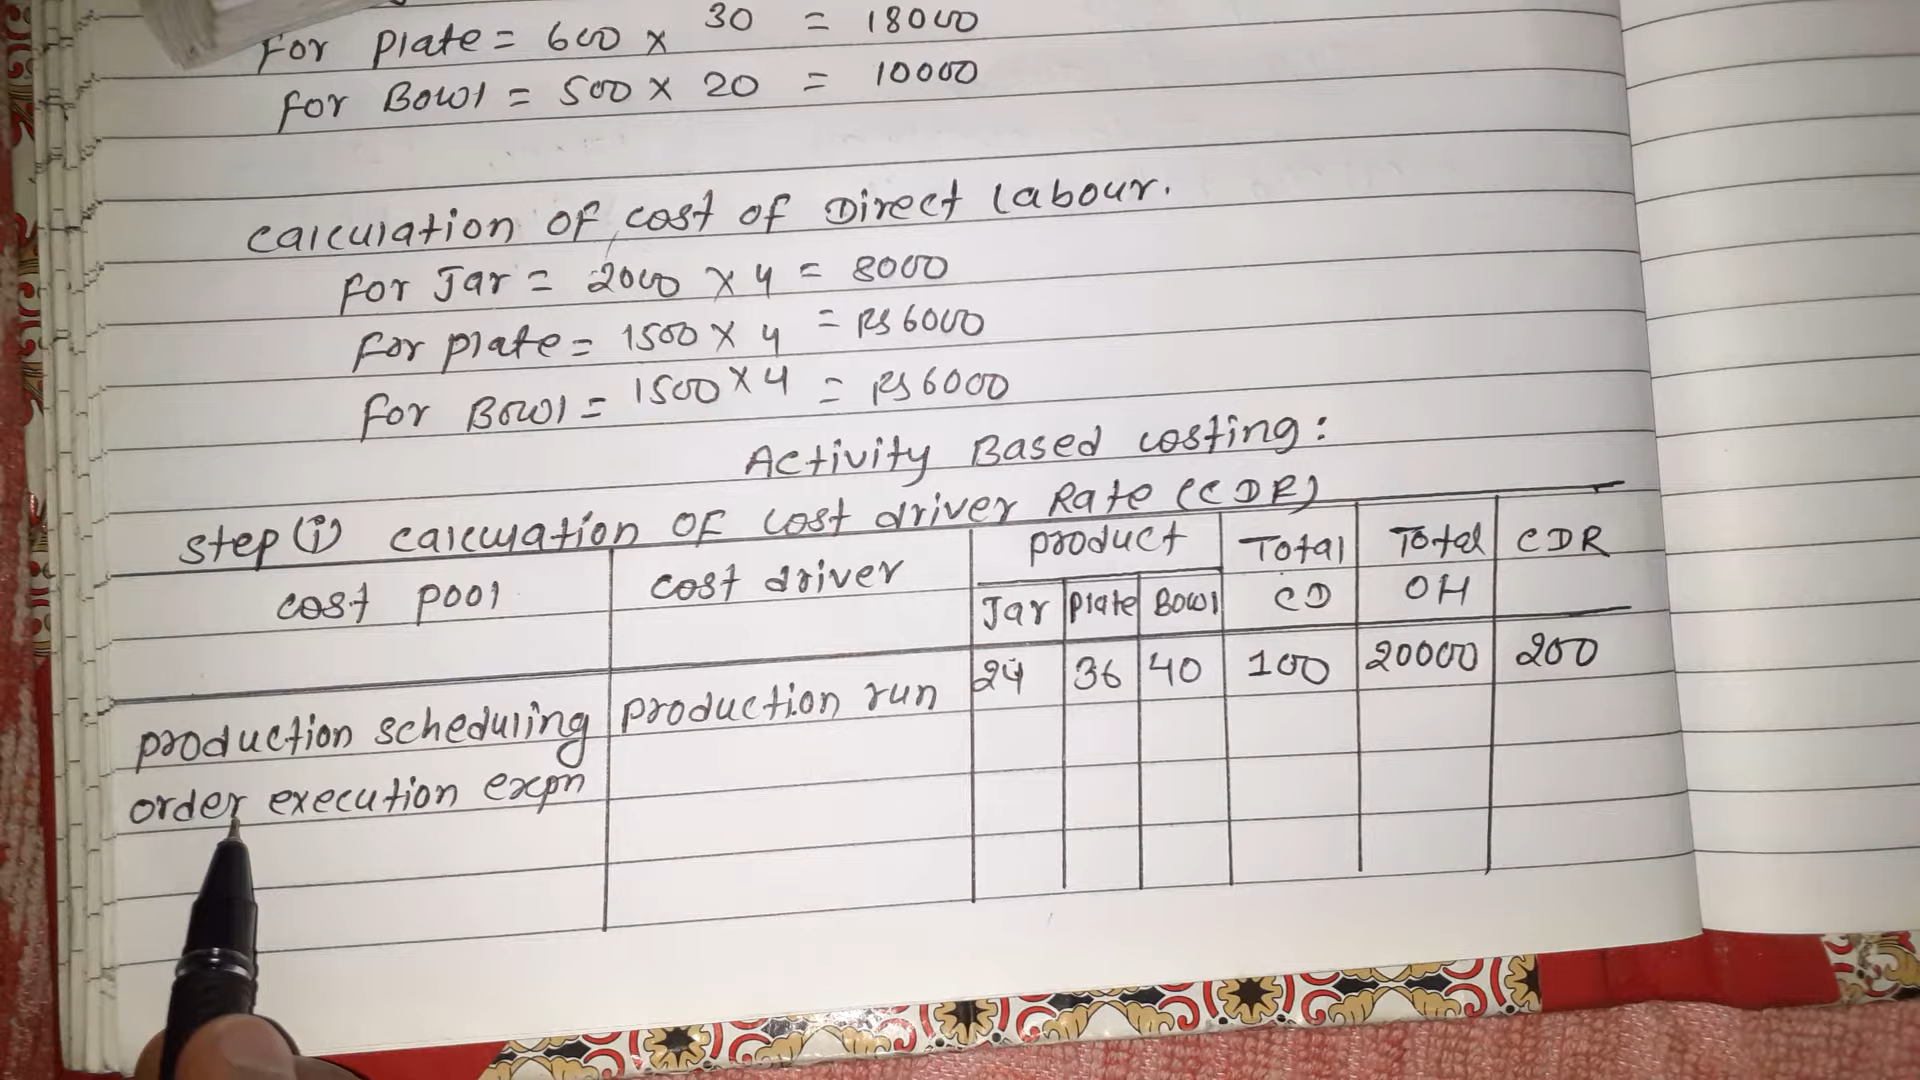 For plate = 600 × 30 = 18000
For Bowl = 500 × 20 = 10000
calculation of cost of Direct labour.
For Jar = 2000 × 4 = 8000
For plate = 1500 × 4 = Rs 6000
For Bowl = 1500 × 4 = Rs 6000
Activity Based costing:
step (i) calculation of cost driver Rate (CDR)
cost pool cost driver product Total CD Total OH CDR
Jar plate Bowl
production scheduling production run 24 36 40 100 20000 200
order execution expn